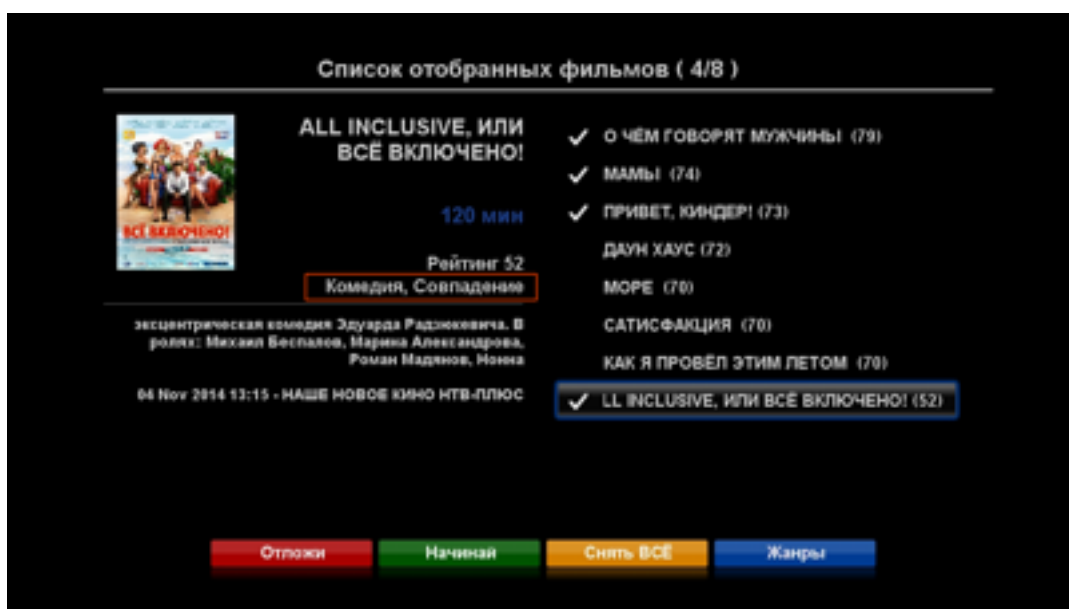 Список отобранных фильмов ( 4/8 )
ALL INCLUSIVE, ИЛИ
ВСЁ ВКЛЮЧЕНО!
120 мин
Рейтинг 52
Комедия, Совпадение
эксцентрическая комедия Эдуарда Радзюкевича. В
ролях: Михаил Беспалов, Марина Александрова,
Роман Мадянов, Нонна
04 Nov 2014 13:15 - НАШЕ НОВОЕ КИНО НТВ-ПЛЮС
ВСЁ ВКЛЮЧЕНО!
О ЧЁМ ГОВОРЯТ МУЖЧИНЫ (79)
МАМЫ (74)
ПРИВЕТ, КИНДЕР! (73)
ДАУН ХАУС (72)
МОРЕ (70)
САТИСФАКЦИЯ (70)
КАК Я ПРОВЁЛ ЭТИМ ЛЕТОМ (70)
LL INCLUSIVE, ИЛИ ВСЁ ВКЛЮЧЕНО! (52)
Отложи
Начинай
Снять ВСЁ
Жанры